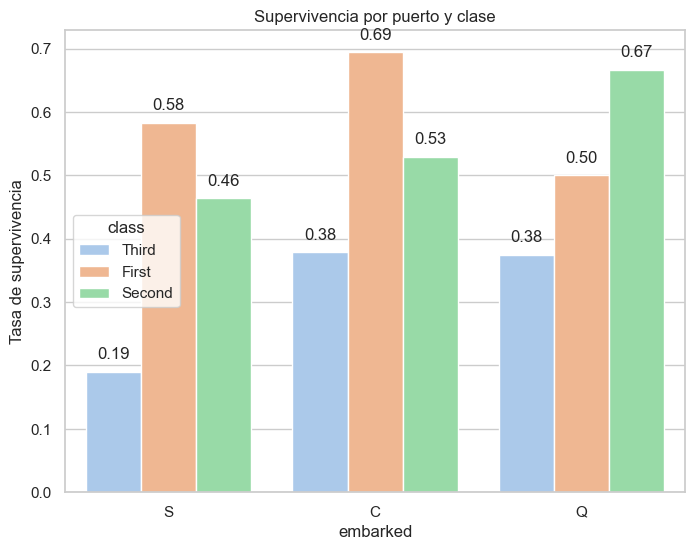 Supervivencia por puerto y clase
Tasa de supervivencia
0.7
0.6
0.5
0.4
0.3
0.2
0.1
0.0
0.19
0.58
0.46
0.38
0.69
0.53
0.38
0.50
0.67
class
Third
First
Second
S
C
Q
embarked